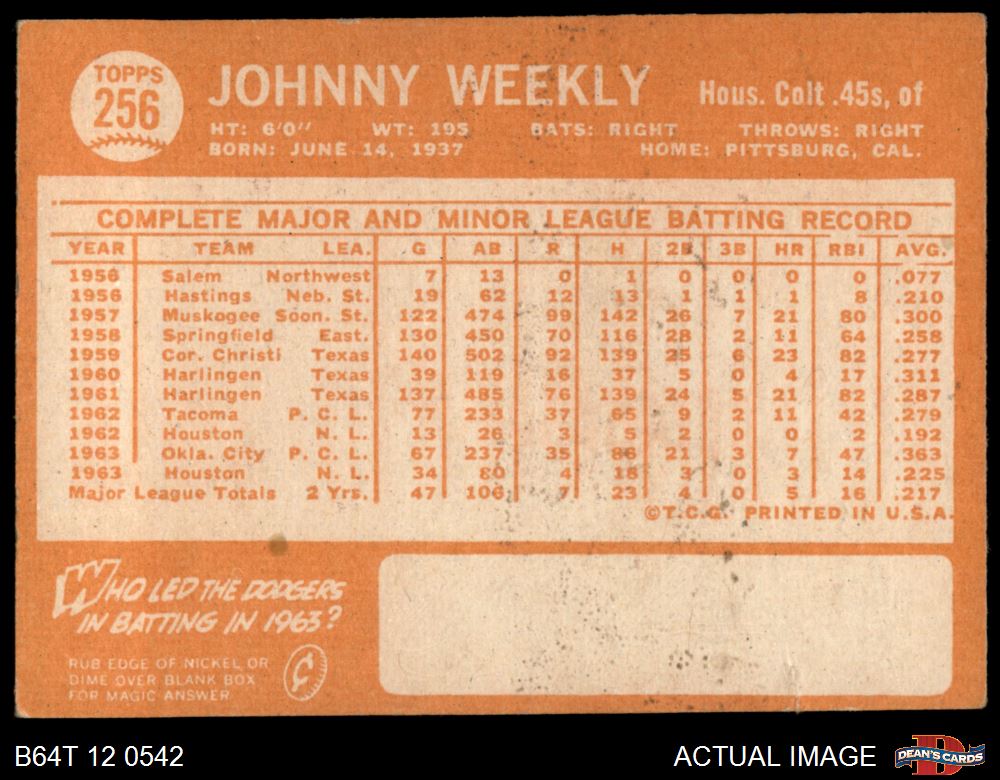 TOPPS
256
JOHNNY WEEKLY Hous. Colt .45s, of
HT: 6'0" WT: 195 BATS: RIGHT THROWS: RIGHT
BORN: JUNE 14, 1937 HOME: PITTSBURG, CAL.
COMPLETE MAJOR AND MINOR LEAGUE BATTING RECORD
YEAR TEAM LEA. G AB R H 2B 3B HR RBI AVG.
1956 Salem Northwest 7 13 0 1 0 0 0 0 .077
1956 Hastings Neb. St. 19 62 12 13 1 1 1 8 .210
1957 Muskogee Soon. St. 122 474 99 142 26 7 21 80 .300
1958 Springfield East. 130 450 70 116 28 2 11 64 .258
1959 Cor. Christi Texas 140 502 92 139 25 6 23 82 .277
1960 Harlingen Texas 39 119 16 37 5 0 4 17 .311
1961 Harlingen Texas 137 485 76 139 24 5 21 82 .287
1962 Tacoma P. C. L. 77 233 37 65 9 2 11 42 .279
1962 Houston N. L. 13 26 3 5 2 0 0 2 .192
1963 Okla. City P. C. L. 67 237 35 86 21 3 7 47 .363
1963 Houston N. L. 34 80 4 18 3 0 3 14 .225
Major League Totals 2 Yrs. 47 106 7 23 4 0 5 16 .217
©T.C.G. PRINTED IN U.S.A.
WHO LED THE DODGERS
IN BATTING IN 1963?
RUB EDGE OF NICKEL OR
DIME OVER BLANK BOX
FOR MAGIC ANSWER
B64T 12 0542 ACTUAL IMAGE DEAN'S CARDS